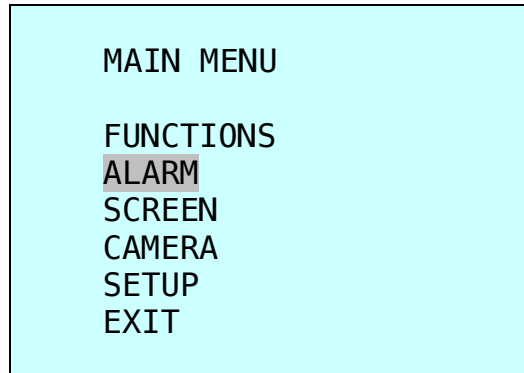 MAIN MENU
FUNCTIONS
ALARM
SCREEN
CAMERA
SETUP
EXIT